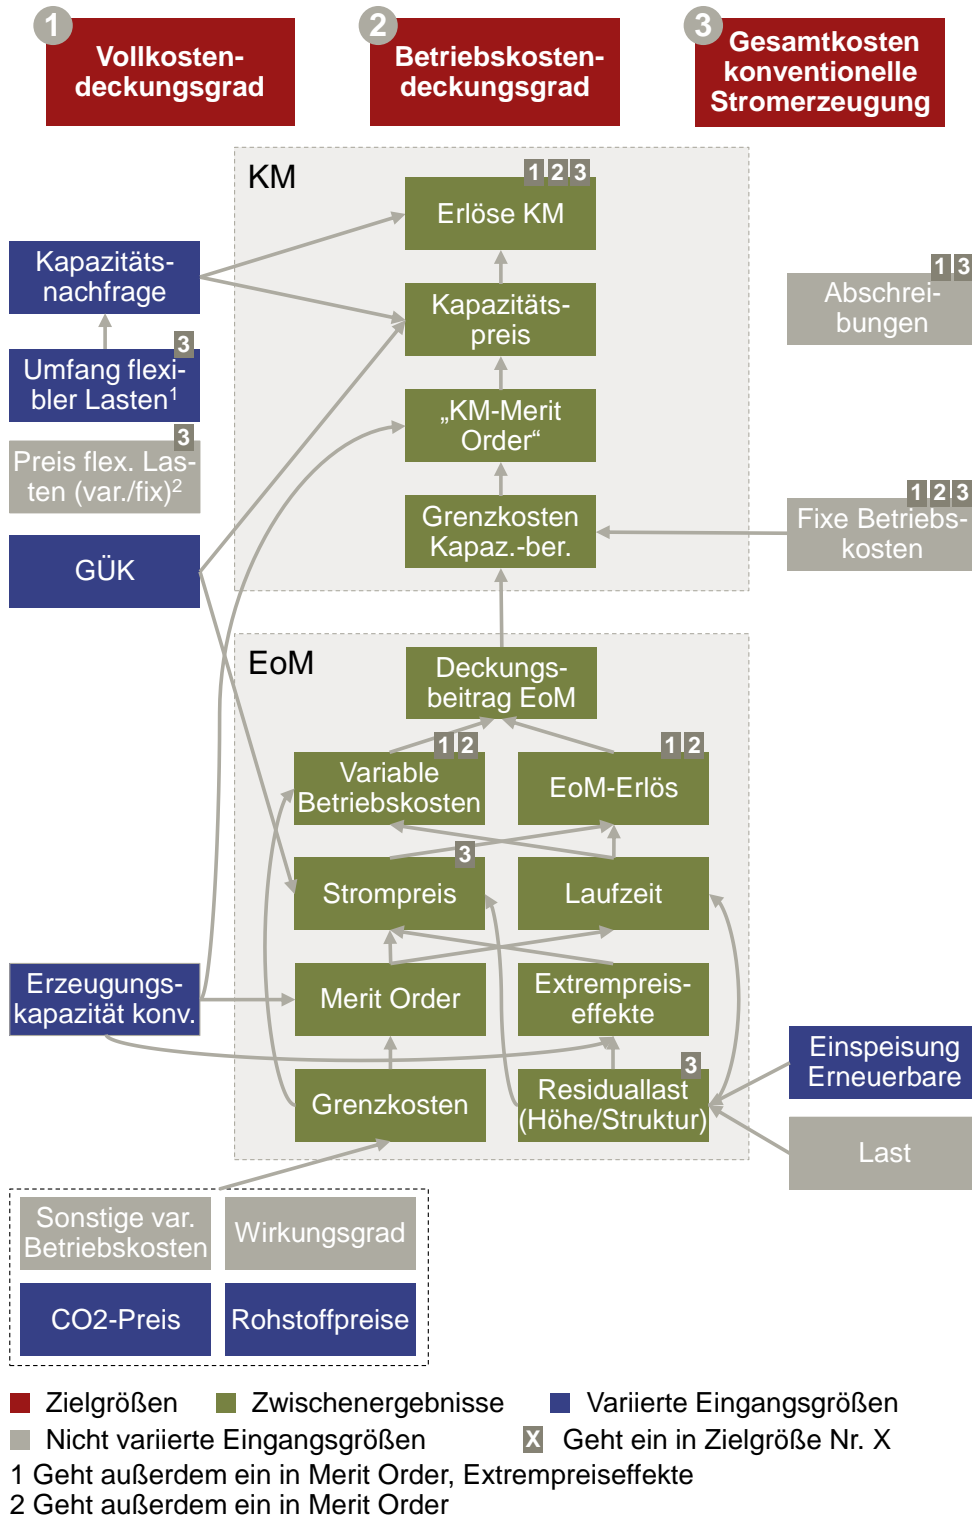 1
Vollkosten-
deckungsgrad
2
Betriebskosten-
deckungsgrad
3
Gesamtkosten
konventionelle
Stromerzeugung
KM
1 2 3
Erlöse KM
Kapazitäts-
nachfrage
1 3
Abschrei-
bungen
Kapazitäts-
preis
3
Umfang flexi-
bler Lasten1
„KM-Merit
Order“
3
Preis flex. Las-
ten (var./fix)2
Grenzkosten
Kapaz.-ber.
1 2 3
Fixe Betriebs-
kosten
GÜK
EoM
Deckungs-
beitrag EoM
1 2
Variable
Betriebskosten
1 2
EoM-Erlös
3
Strompreis
Laufzeit
Erzeugungs-
kapazität konv.
Merit Order
Extrempreis-
effekte
Grenzkosten
3
Residuallast
(Höhe/Struktur)
Einspeisung
Erneuerbare
Last
Sonstige var.
Betriebskosten
Wirkungsgrad
CO2-Preis
Rohstoffpreise
Zielgrößen
Zwischenergebnisse
Variierte Eingangsgrößen
Nicht variierte Eingangsgrößen
X Geht ein in Zielgröße Nr. X
1 Geht außerdem ein in Merit Order, Extrempreiseffekte
2 Geht außerdem ein in Merit Order